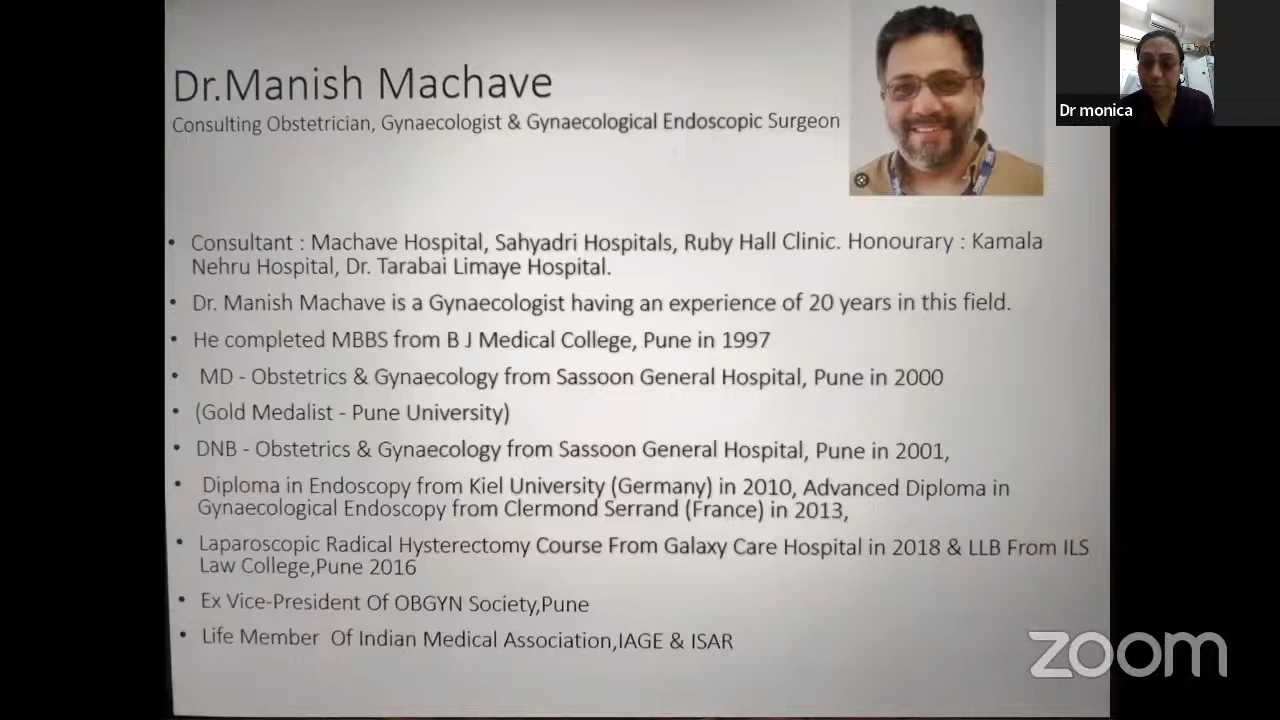 Dr.Manish Machave
Consulting Obstetrician, Gynaecologist & Gynaecological Endoscopic Surgeon
Dr monica
• Consultant : Machave Hospital, Sahyadri Hospitals, Ruby Hall Clinic. Honourary : Kamala
Nehru Hospital, Dr. Tarabai Limaye Hospital.
• Dr. Manish Machave is a Gynaecologist having an experience of 20 years in this field.
• He completed MBBS from B J Medical College, Pune in 1997
• MD - Obstetrics & Gynaecology from Sassoon General Hospital, Pune in 2000
• (Gold Medalist - Pune University)
• DNB - Obstetrics & Gynaecology from Sassoon General Hospital, Pune in 2001,
• Diploma in Endoscopy from Kiel University (Germany) in 2010, Advanced Diploma in
Gynaecological Endoscopy from Clermond Serrand (France) in 2013,
• Laparoscopic Radical Hysterectomy Course From Galaxy Care Hospital in 2018 & LLB From ILS
Law College,Pune 2016
• Ex Vice-President Of OBGYN Society,Pune
• Life Member Of Indian Medical Association,IAGE & ISAR
zoom